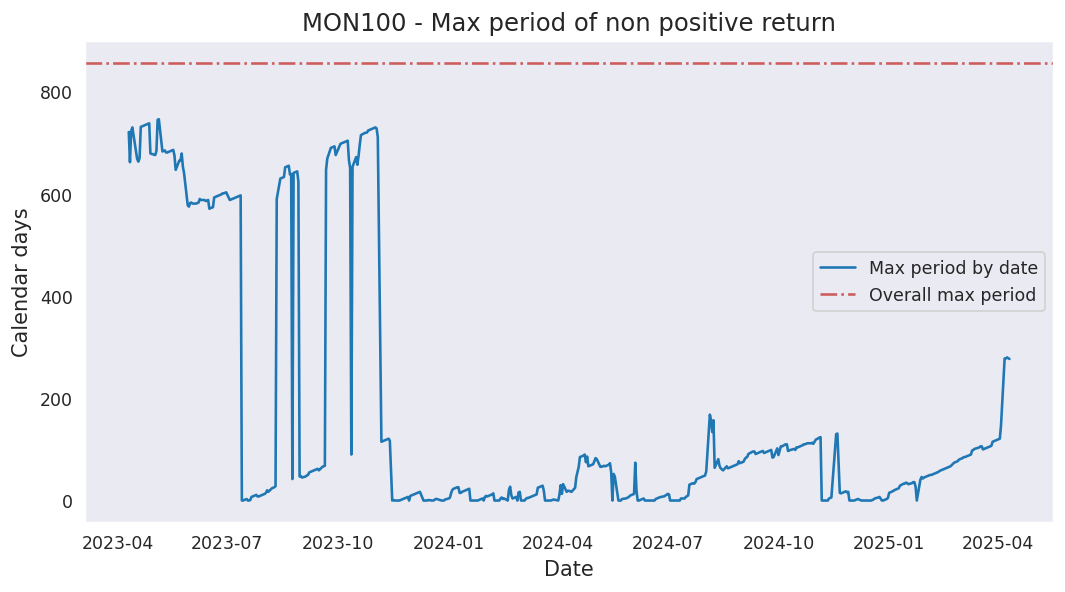 MON100 - Max period of non positive return
Calendar days
800
600
400
200
0
Max period by date
Overall max period
2023-04 2023-07 2023-10 2024-01 2024-04 2024-07 2024-10 2025-01 2025-04
Date